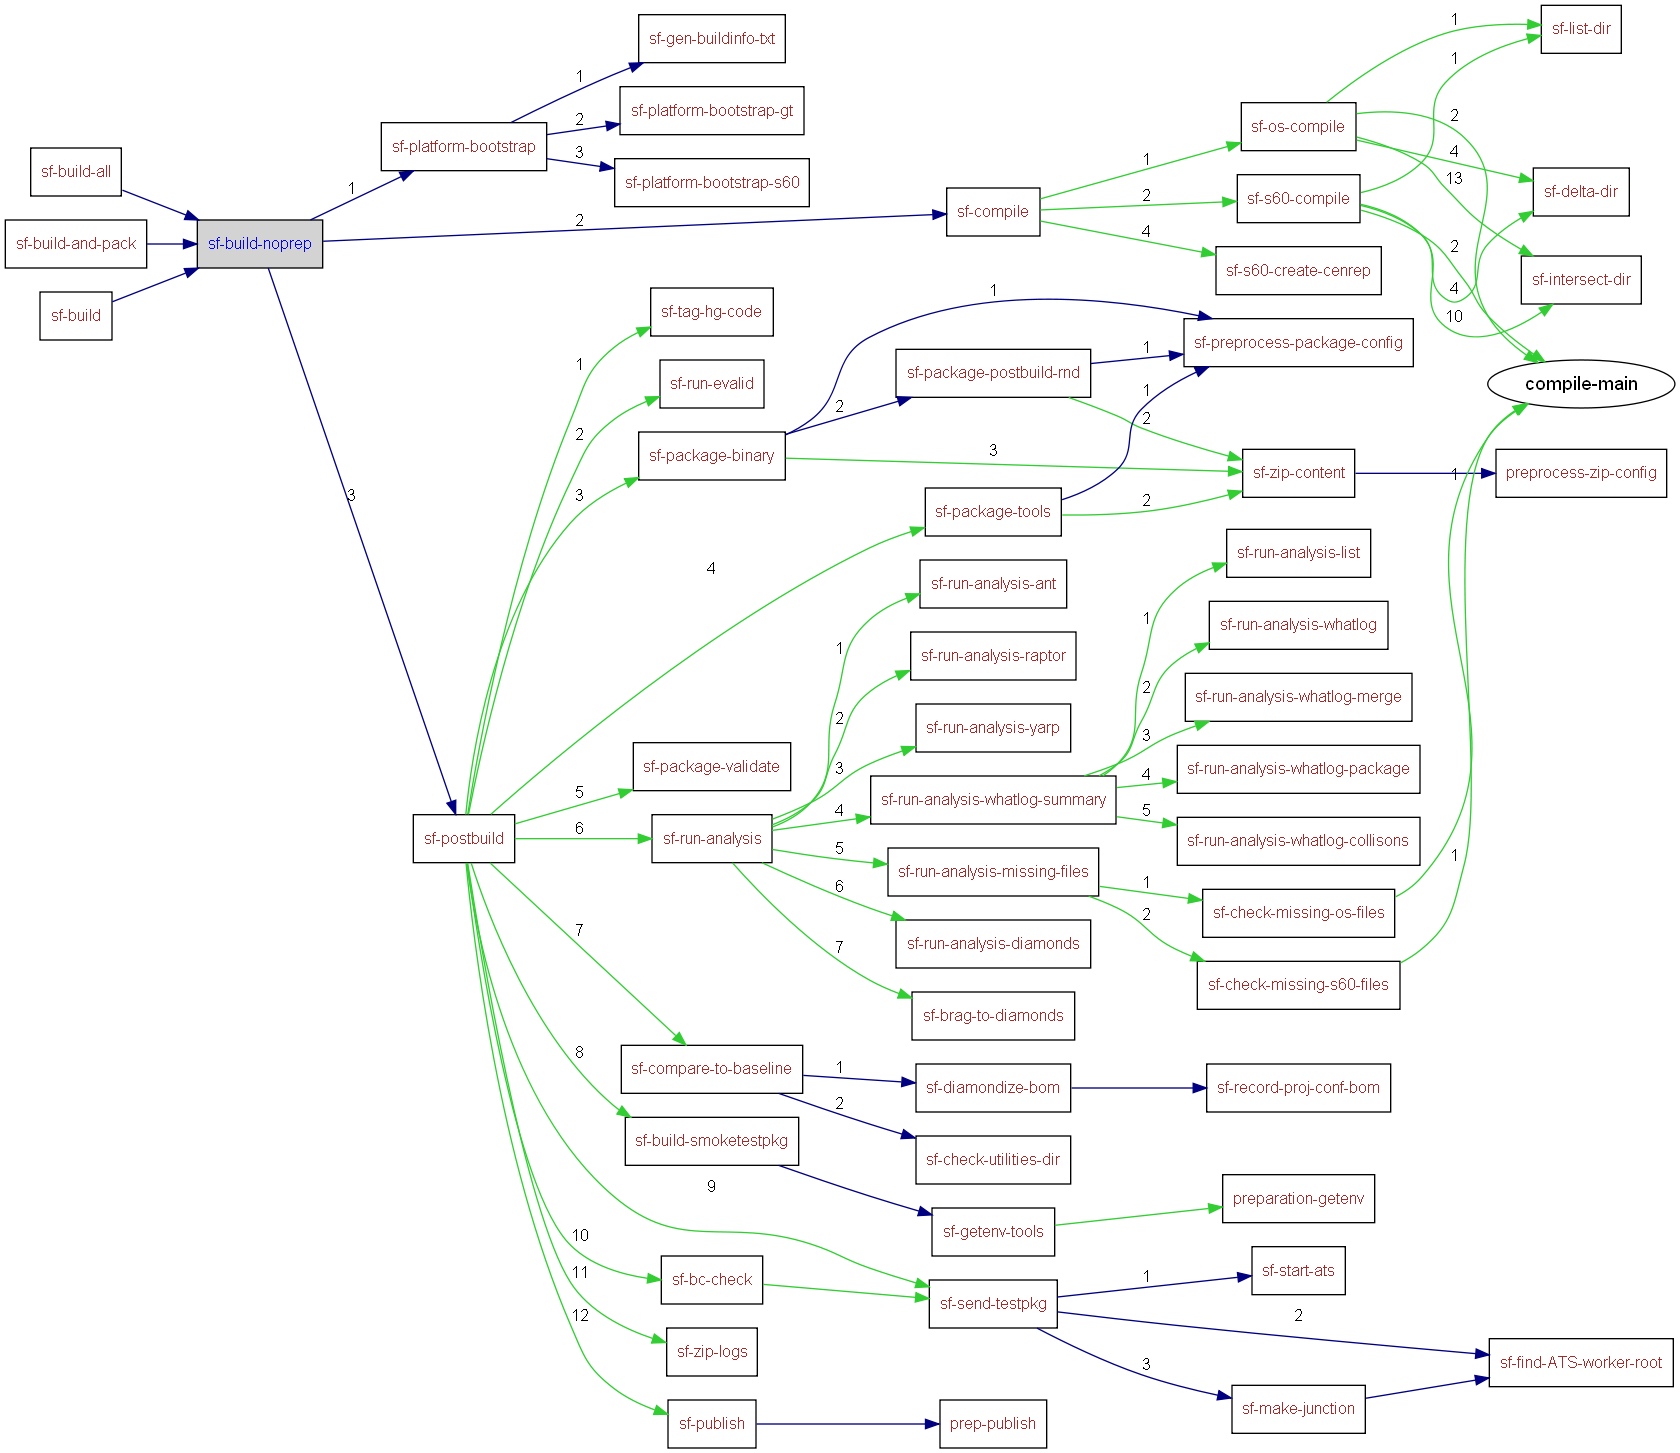 sf-build-all
sf-build-and-pack
sf-build
sf-build-noprep
1
2
3
sf-platform-bootstrap
1
2
3
sf-gen-buildinfo-txt
sf-platform-bootstrap-gt
sf-platform-bootstrap-s60
sf-compile
1
2
4
sf-os-compile
sf-s60-compile
sf-s60-create-cenrep
1
1
2
4
13
2
4
10
sf-list-dir
sf-delta-dir
sf-intersect-dir
compile-main
sf-postbuild
1
2
3
4
5
6
7
8
9
10
11
12
sf-tag-hg-code
sf-run-evalid
sf-package-binary
1
2
3
sf-package-postbuild-rnd
1
2
sf-preprocess-package-config
sf-package-tools
1
2
sf-zip-content
1
preprocess-zip-config
sf-package-validate
sf-run-analysis
1
2
3
4
5
6
7
sf-run-analysis-ant
sf-run-analysis-raptor
sf-run-analysis-yarp
sf-run-analysis-whatlog-summary
1
2
3
4
5
sf-run-analysis-list
sf-run-analysis-whatlog
sf-run-analysis-whatlog-merge
sf-run-analysis-whatlog-package
sf-run-analysis-whatlog-collisons
sf-run-analysis-missing-files
1
2
sf-check-missing-os-files
sf-check-missing-s60-files
1
sf-run-analysis-diamonds
sf-brag-to-diamonds
sf-compare-to-baseline
1
2
sf-diamondize-bom
sf-record-proj-conf-bom
sf-check-utilities-dir
sf-build-smoketestpkg
sf-getenv-tools
preparation-getenv
sf-bc-check
sf-send-testpkg
1
2
3
sf-start-ats
sf-find-ATS-worker-root
sf-make-junction
sf-zip-logs
sf-publish
prep-publish